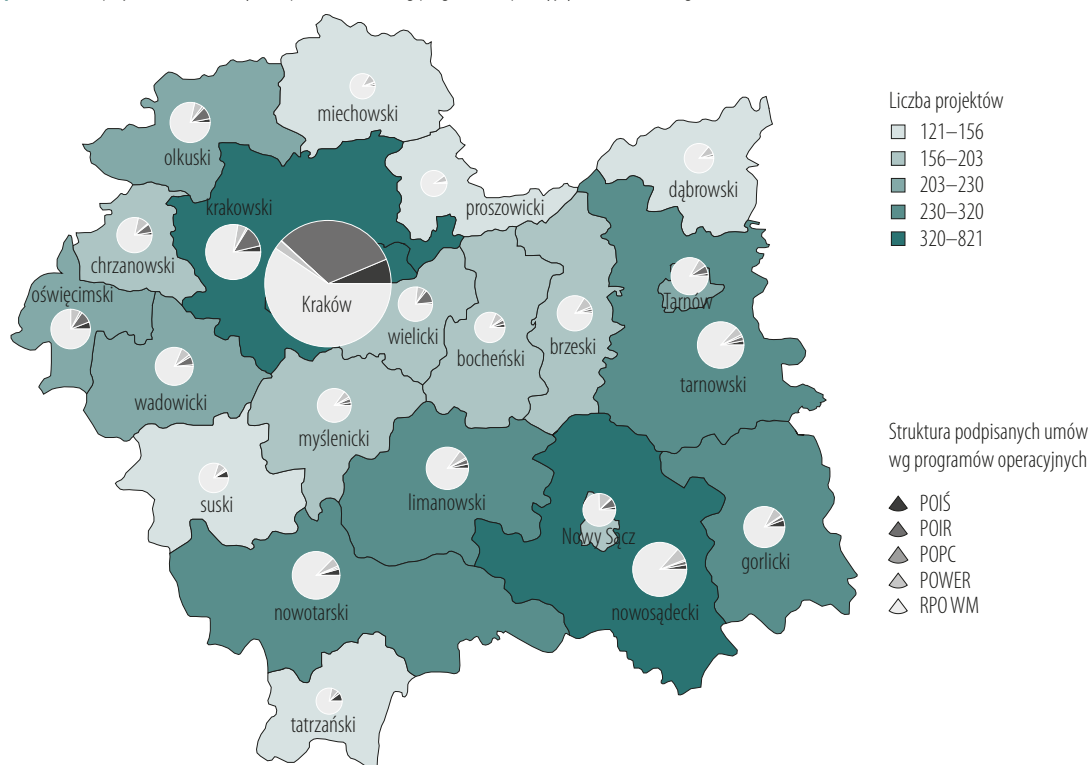 miechowski
olkuski
dąbrowski
proszowicki
krakowski
chrzanowski
oświęcimski
Kraków
Tarnów
wielicki
bocheński
brzeski
tarnowski
wadowicki
myślenicki
suski
limanowski
Nowy Sącz
gorlicki
nowotarski
nowosądecki
tatrzański
Liczba projektów
121–156
156–203
203–230
230–320
320–821
Struktura podpisanych umów
wg programów operacyjnych
POIŚ
POIR
POPC
POWER
RPO WM